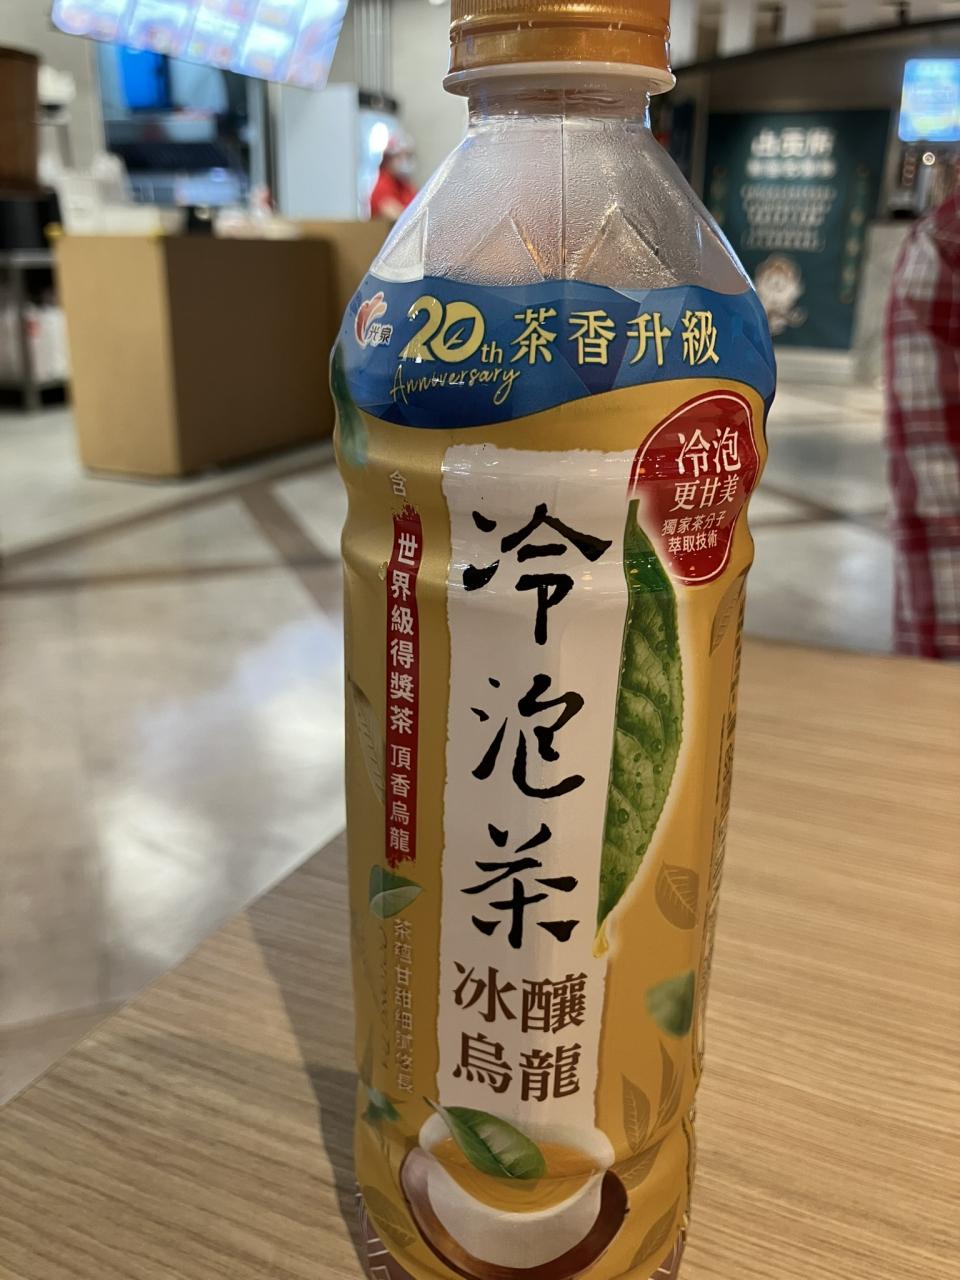 光泉
20th
Anniversary
茶香升級
冷泡
更甘美
獨家茶分子
萃取技術
含
世界級得獎茶 頂香烏龍
冷泡茶
冰釀
烏龍